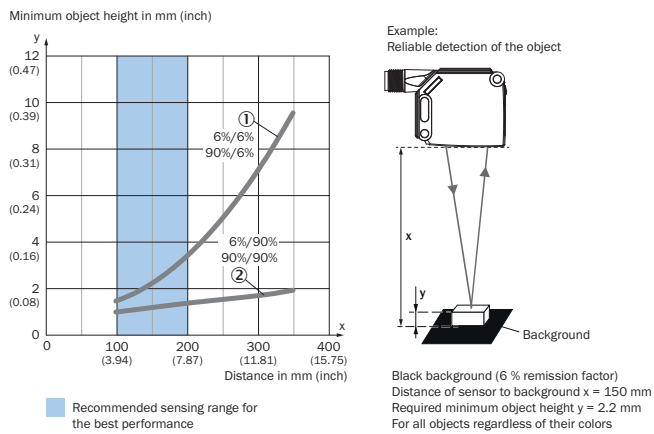 Minimum object height in mm (inch)
y
12
(0.47)
10
(0.39)
8
(0.31)
6
(0.24)
4
(0.16)
2
(0.08)
0
①
6%/6%
90%/6%
6%/90%
90%/90%
②
x
0
100
(3.94)
200
(7.87)
300
(11.81)
400
(15.75)
Distance in mm (inch)
Recommended sensing range for
the best performance
Example:
Reliable detection of the object
x
y
Background
Black background (6 % remission factor)
Distance of sensor to background x = 150 mm
Required minimum object height y = 2.2 mm
For all objects regardless of their colors